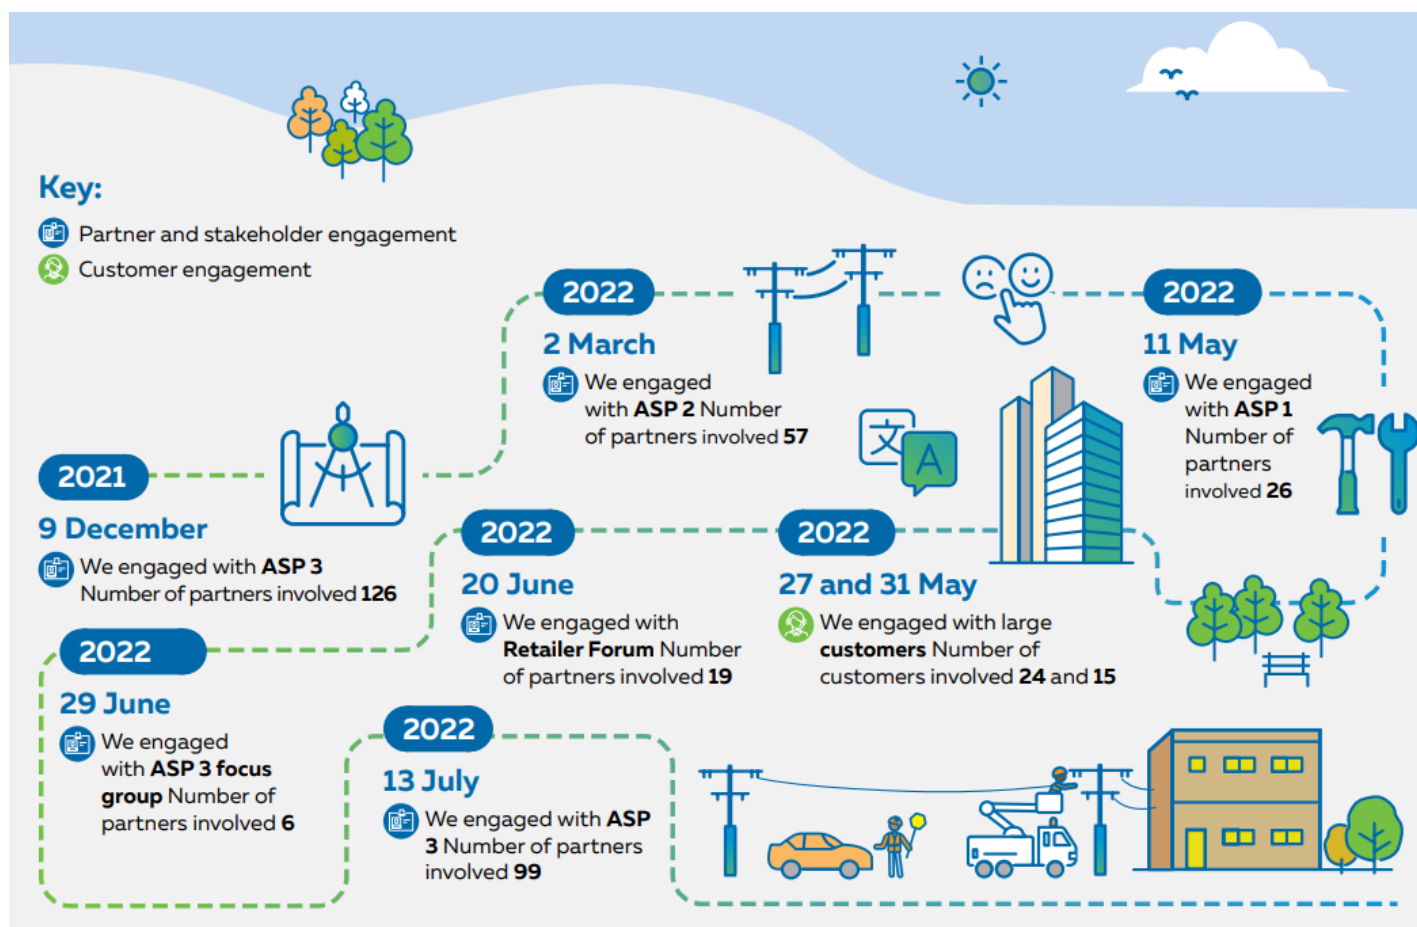 Key:
Partner and stakeholder engagement
Customer engagement
2021
9 December
We engaged with ASP 3
Number of partners involved 126
2022
2 March
We engaged
with ASP 2 Number
of partners involved 57
文
A
2022
11 May
We engaged
with ASP 1
Number of
partners
involved 26
2022
27 and 31 May
We engaged with large
customers Number of
customers involved 24 and 15
2022
20 June
We engaged with
Retailer Forum Number
of partners involved 19
2022
29 June
We engaged
with ASP 3 focus
group Number of
partners involved 6
2022
13 July
We engaged with ASP
3 Number of partners
involved 99